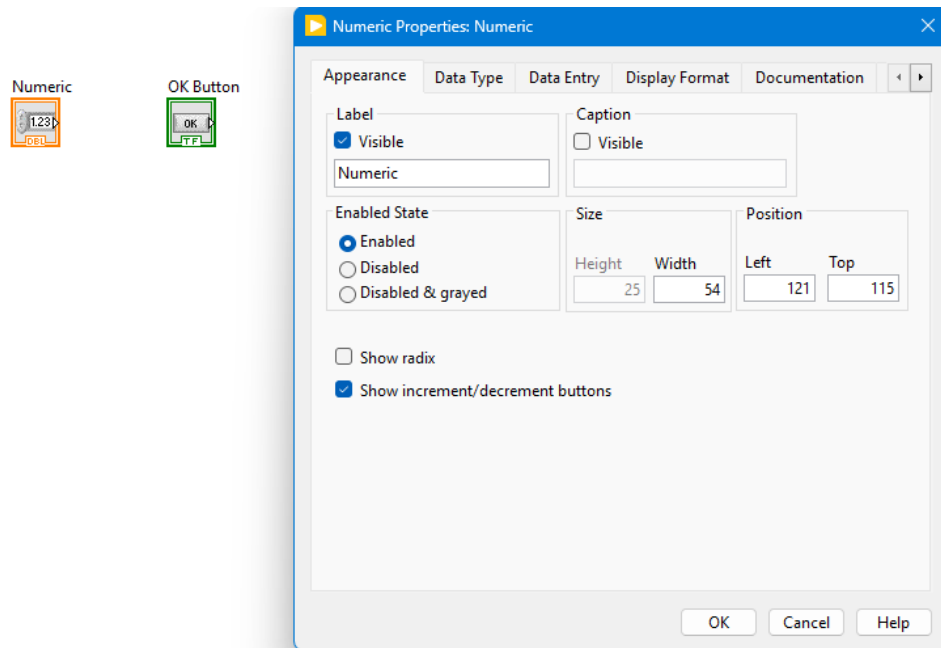 Numeric Properties: Numeric
Numeric
1.23
DBL
OK Button
OK
TF
Appearance
Data Type
Data Entry
Display Format
Documentation
Label
Visible
Numeric
Caption
Visible
Enabled State
Enabled
Disabled
Disabled & grayed
Size
Height Width
25 54
Position
Left Top
121 115
Show radix
Show increment/decrement buttons
OK
Cancel
Help